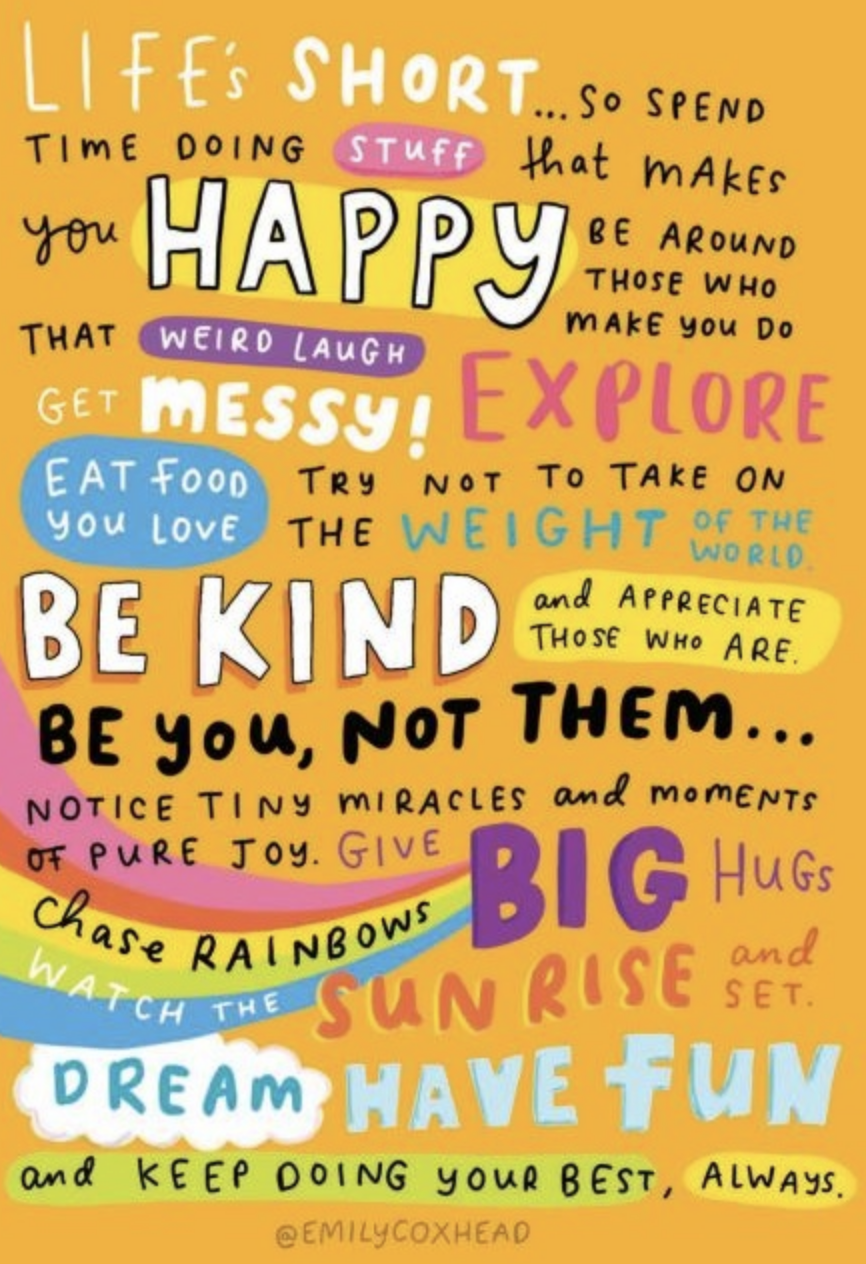 LIFE's SHORT... SO SPEND
TIME DOING STUFF that MAKES
you HAPPY BE AROUND
THOSE WHO
MAKE you DO
THAT WEIRD LAUGH
GET MESSY! EXPLORE
EAT FOOD
you LOVE
TRY NOT TO TAKE ON
THE WEIGHT OF THE
WORLD.
BE KIND and APPRECIATE
THOSE WHO ARE.
BE you, NOT THEM...
NOTICE TINY MIRACLES and moMENTS
OF PURE JOY. GIVE BIG HUGS
chase RAINBOWS
WATCH THE SUNRISE and
SET.
DREAM HAVE FUN
and KEEP DOING YOUR BEST, ALWAYS.
@EMILYCOXHEAD